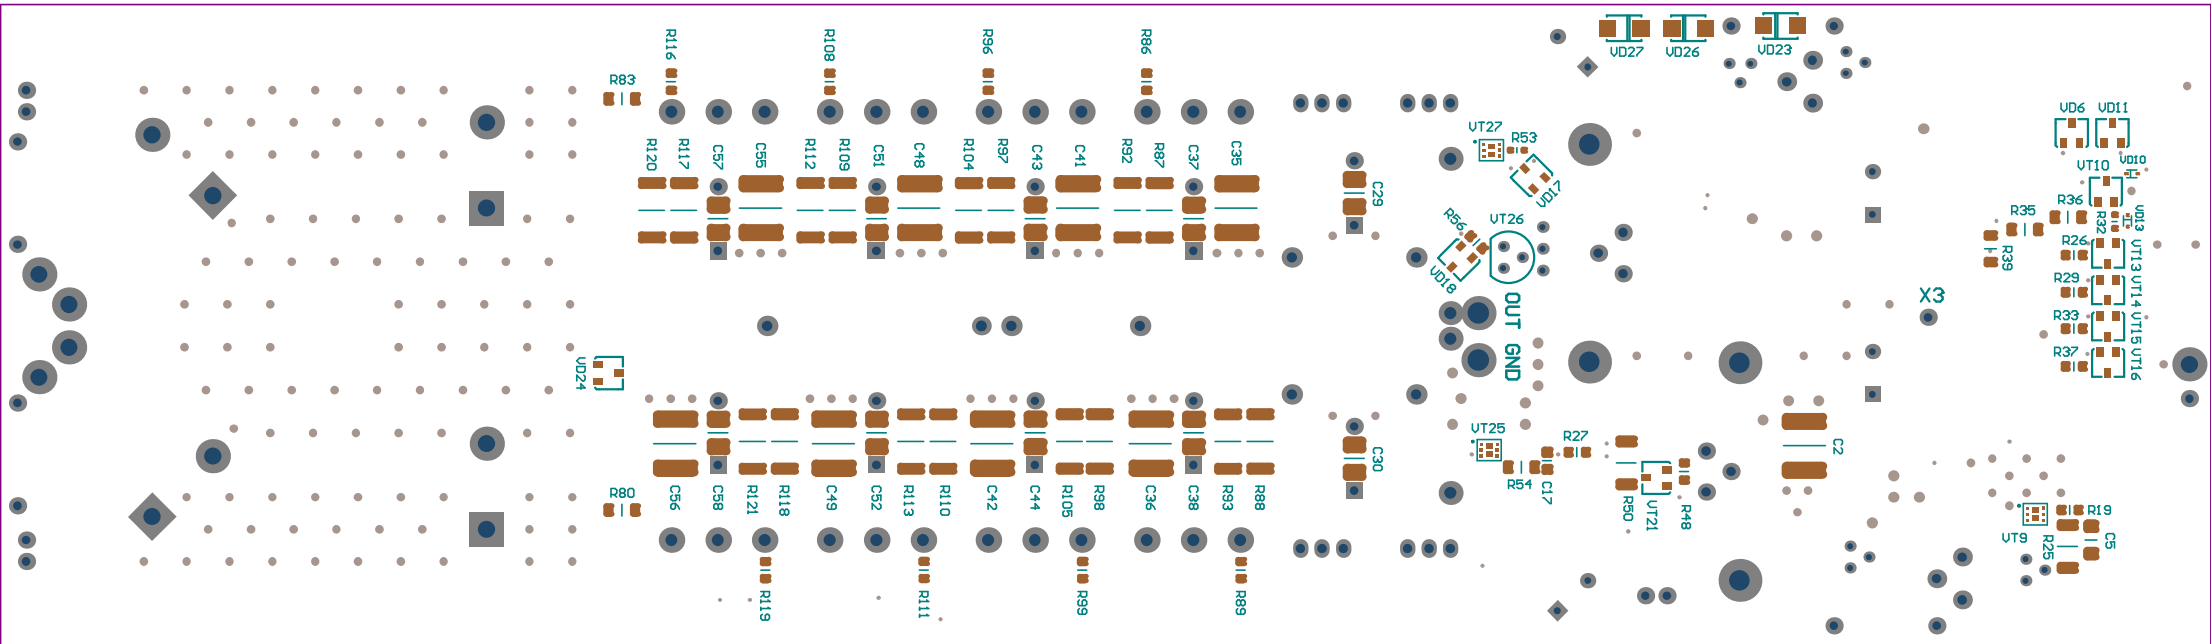 VD27
VD26
VD23
R116
R108
R96
R86
R83
VD6
VD11
VT27
R53
R120
R117
C57
C55
R112
R109
C51
C48
R104
R97
C43
C41
R92
R87
C37
C35
C29
VD17
VT10
VD10
R56
VT26
R36
R35
R32
VD13
R39
R26
VT13
VD18
R29
VT14
X3
OUT
GND
R33
VT15
R37
VT16
VD24
VT25
R27
C2
C30
R54
C17
R80
C56
C58
R121
R118
C49
C52
R113
R110
C42
C44
R105
R98
C36
C38
R93
R88
R50
VT21
R48
R19
VT9
R25
C5
R119
R111
R99
R89